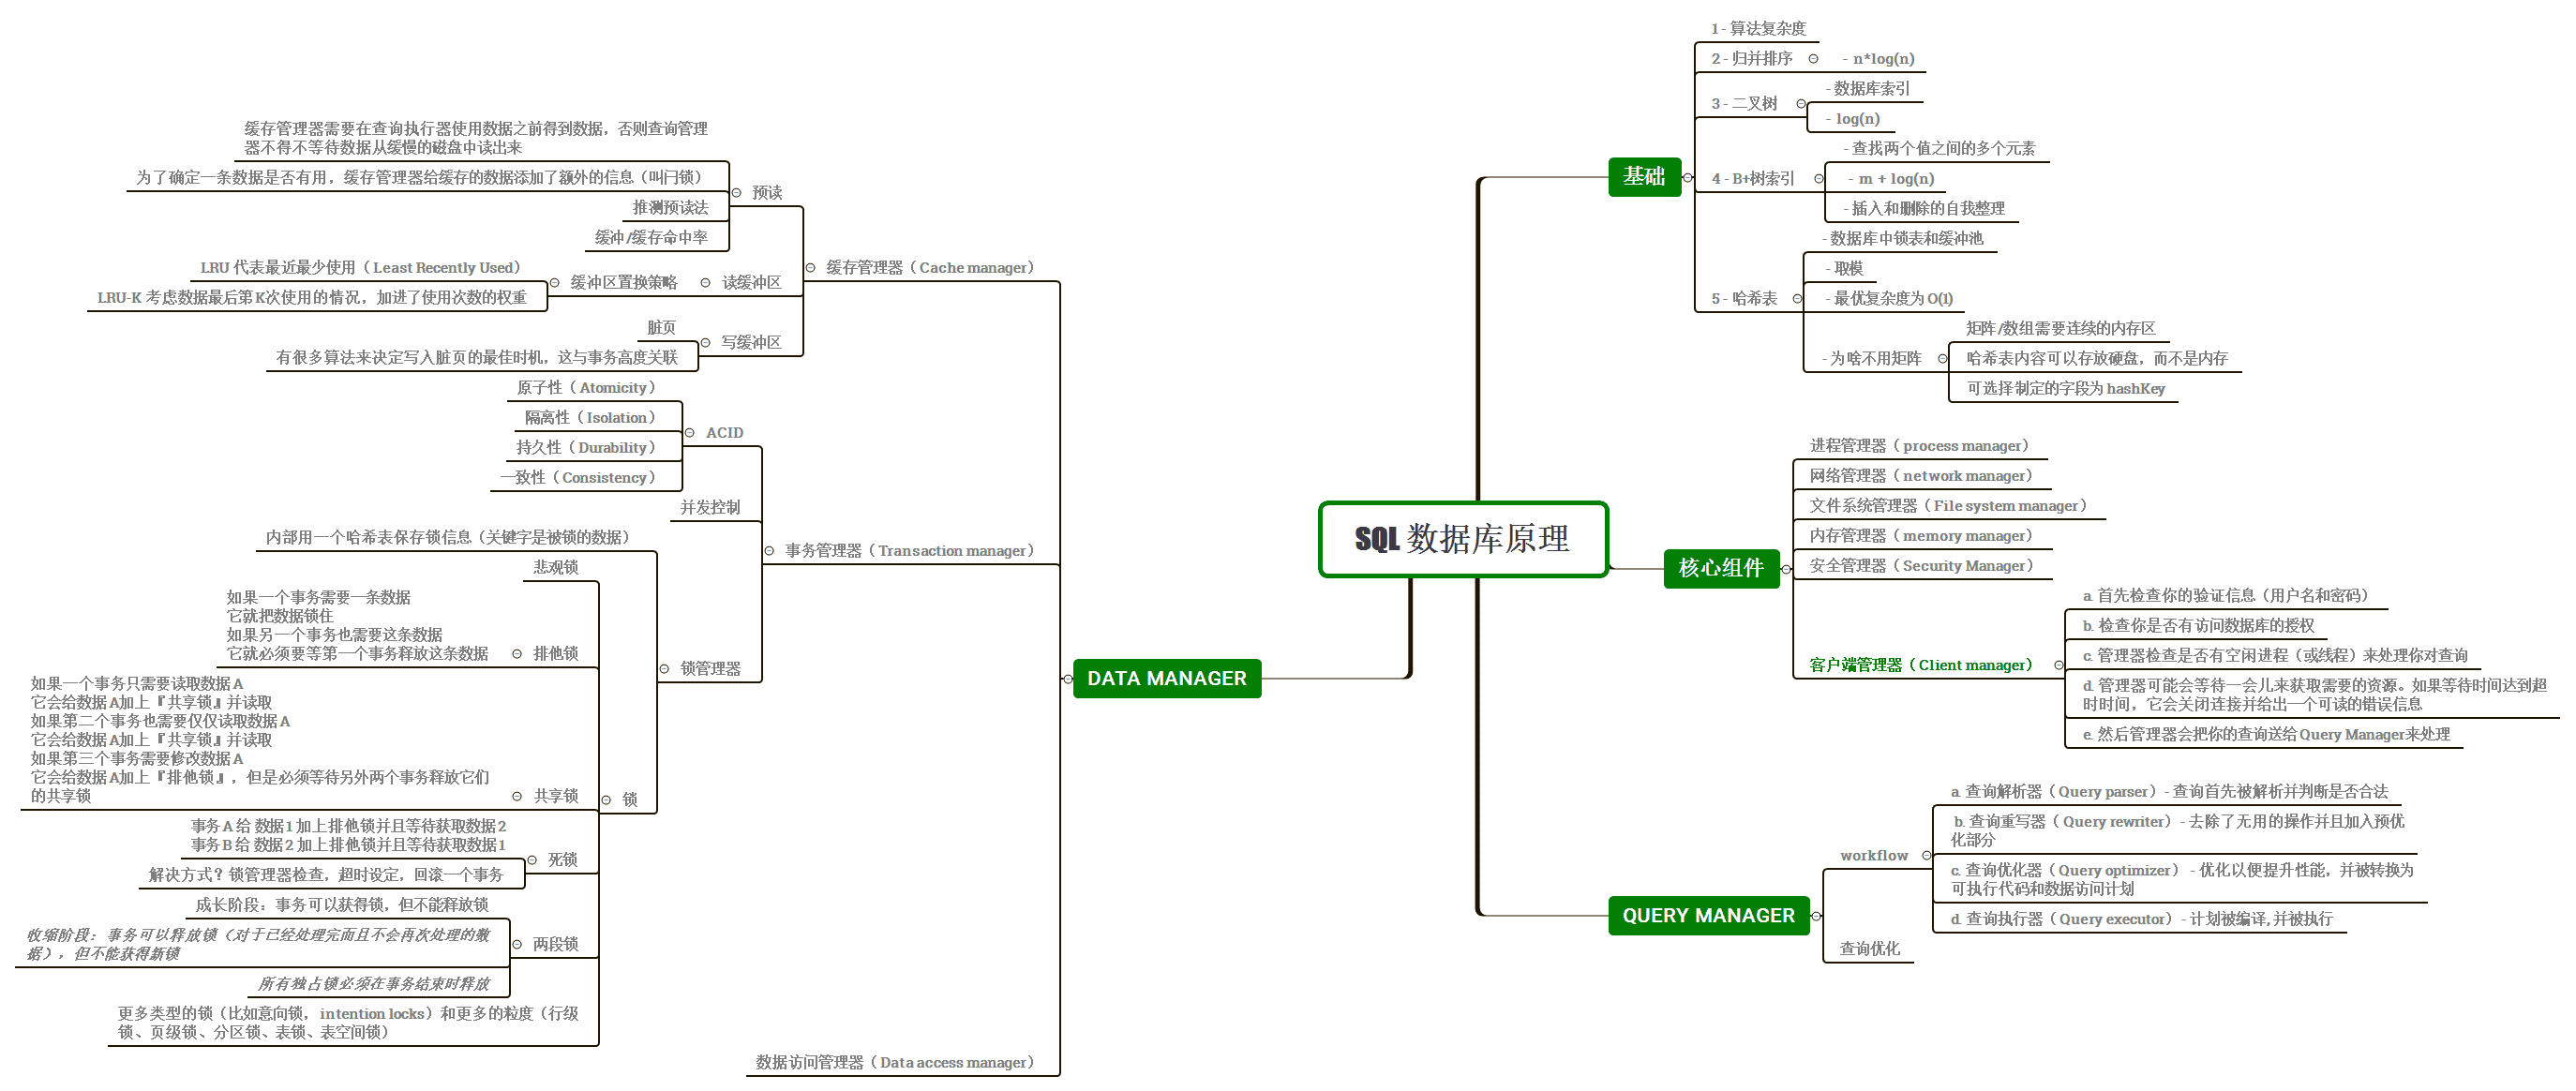 SQL 数据库原理
基础
1 - 算法复杂度
2 - 归并排序
- n*log(n)
3 - 二叉树
- 数据库索引
- log(n)
4 - B+树索引
- 查找两个值之间的多个元素
- m + log(n)
- 插入和删除的自我整理
5 - 哈希表
- 数据库中锁表和缓冲池
- 取模
- 最优复杂度为 O(1)
- 为啥不用矩阵
矩阵/数组需要连续的内存区
哈希表内容可以存放硬盘，而不是内存
可选择制定的字段为 hashKey
核心组件
进程管理器（process manager）
网络管理器（network manager）
文件系统管理器（File system manager）
内存管理器（memory manager）
安全管理器（Security Manager）
客户端管理器（Client manager）
a. 首先检查你的验证信息（用户名和密码）
b. 检查你是否有访问数据库的授权
c. 管理器检查是否有空闲进程（或线程）来处理你对查询
d. 管理器可能会等待一会儿来获取需要的资源。如果等待时间达到超
时时间，它会关闭连接并给出一个可读的错误信息
e. 然后管理器会把你的查询送给 Query Manager来处理
QUERY MANAGER
workflow
a. 查询解析器（Query parser）- 查询首先被解析并判断是否合法
b. 查询重写器（ Query rewriter）- 去除了无用的操作并且加入预优
化部分
c. 查询优化器（Query optimizer） - 优化以便提升性能，并被转换为
可执行代码和数据访问计划
d. 查询执行器（Query executor）- 计划被编译, 并被执行
查询优化
DATA MANAGER
缓存管理器（Cache manager）
预读
缓存管理器需要在查询执行器使用数据之前得到数据，否则查询管理
器不得不等待数据从缓慢的磁盘中读出来
为了确定一条数据是否有用，缓存管理器给缓存的数据添加了额外的信息（叫闩锁）
推测预读法
缓冲/缓存命中率
读缓冲区
缓冲区置换策略
LRU 代表最近最少使用（Least Recently Used）
LRU-K 考虑数据最后第K次使用的情况，加进了使用次数的权重
写缓冲区
脏页
有很多算法来决定写入脏页的最佳时机，这与事务高度关联
事务管理器（Transaction manager）
ACID
原子性（Atomicity）
隔离性（Isolation）
持久性（Durability）
一致性（Consistency）
并发控制
锁管理器
内部用一个哈希表保存锁信息（关键字是被锁的数据）
锁
悲观锁
排他锁
如果一个事务需要一条数据
它就把数据锁住
如果另一个事务也需要这条数据
它就必须要等第一个事务释放这条数据
共享锁
如果一个事务只需要读取数据A
它会给数据A加上『共享锁』并读取
如果第二个事务也需要仅仅读取数据A
它会给数据A加上『共享锁』并读取
如果第三个事务需要修改数据A
它会给数据A加上『排他锁』，但是必须等待另外两个事务释放它们
的共享锁
死锁
事务A 给 数据1 加上排他锁并且等待获取数据2
事务B 给 数据2 加上排他锁并且等待获取数据1
解决方式？锁管理器检查，超时设定，回滚一个事务
两段锁
成长阶段：事务可以获得锁，但不能释放锁
收缩阶段：事务可以释放锁（对于已经处理完而且不会再次处理的数
据），但不能获得新锁
所有独占锁必须在事务结束时释放
更多类型的锁（比如意向锁，intention locks）和更多的粒度（行级
锁、页级锁、分区锁、表锁、表空间锁）
数据访问管理器（Data access manager）